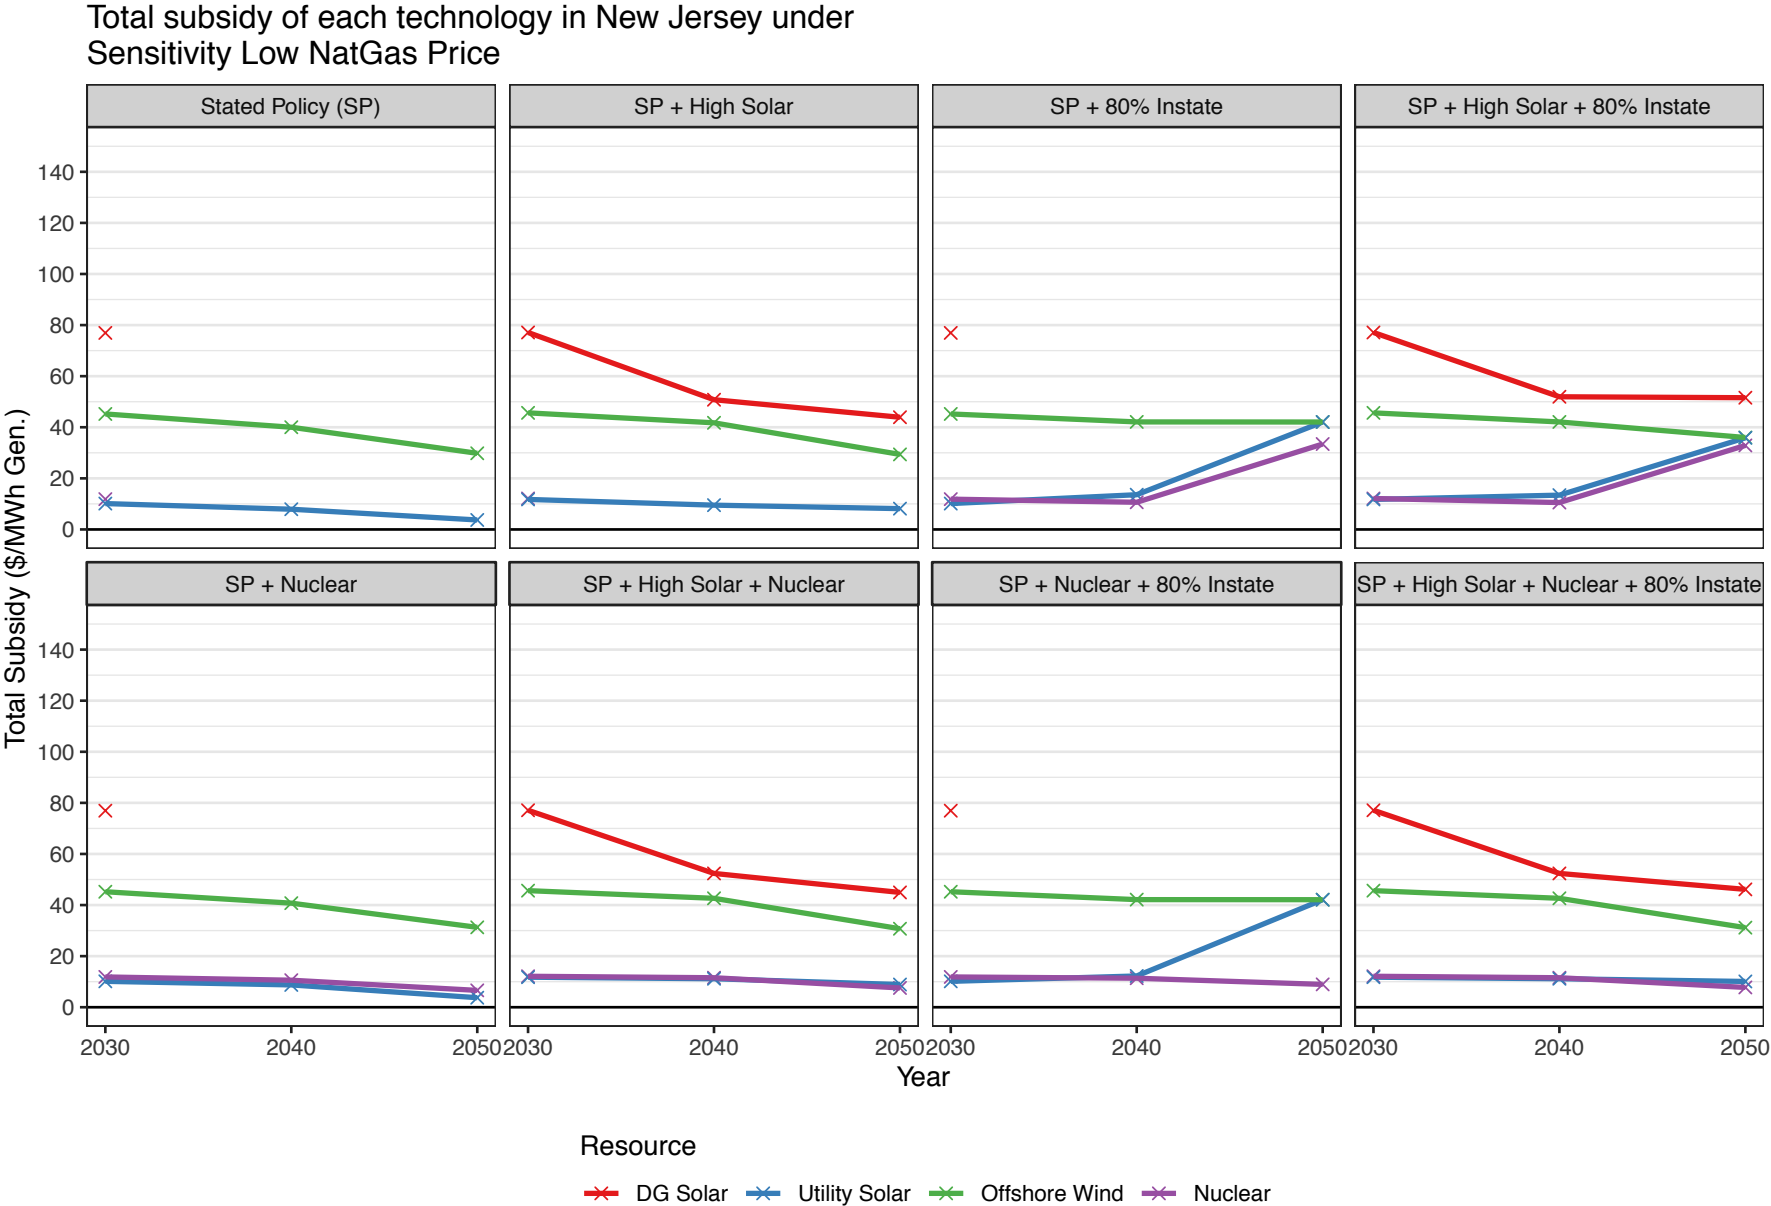 Total subsidy of each technology in New Jersey under
Sensitivity Low NatGas Price
Stated Policy (SP)
SP + High Solar
SP + 80% Instate
SP + High Solar + 80% Instate
140
120
100
80
60
40
20
0
SP + Nuclear
SP + High Solar + Nuclear
SP + Nuclear + 80% Instate
SP + High Solar + Nuclear + 80% Instate
140
120
100
80
60
40
20
0
Total Subsidy ($/MWh Gen.)
2030 2040 2050
2030 2040 2050
2030 2040 2050
2030 2040 2050
Year
Resource
DG Solar Utility Solar Offshore Wind Nuclear